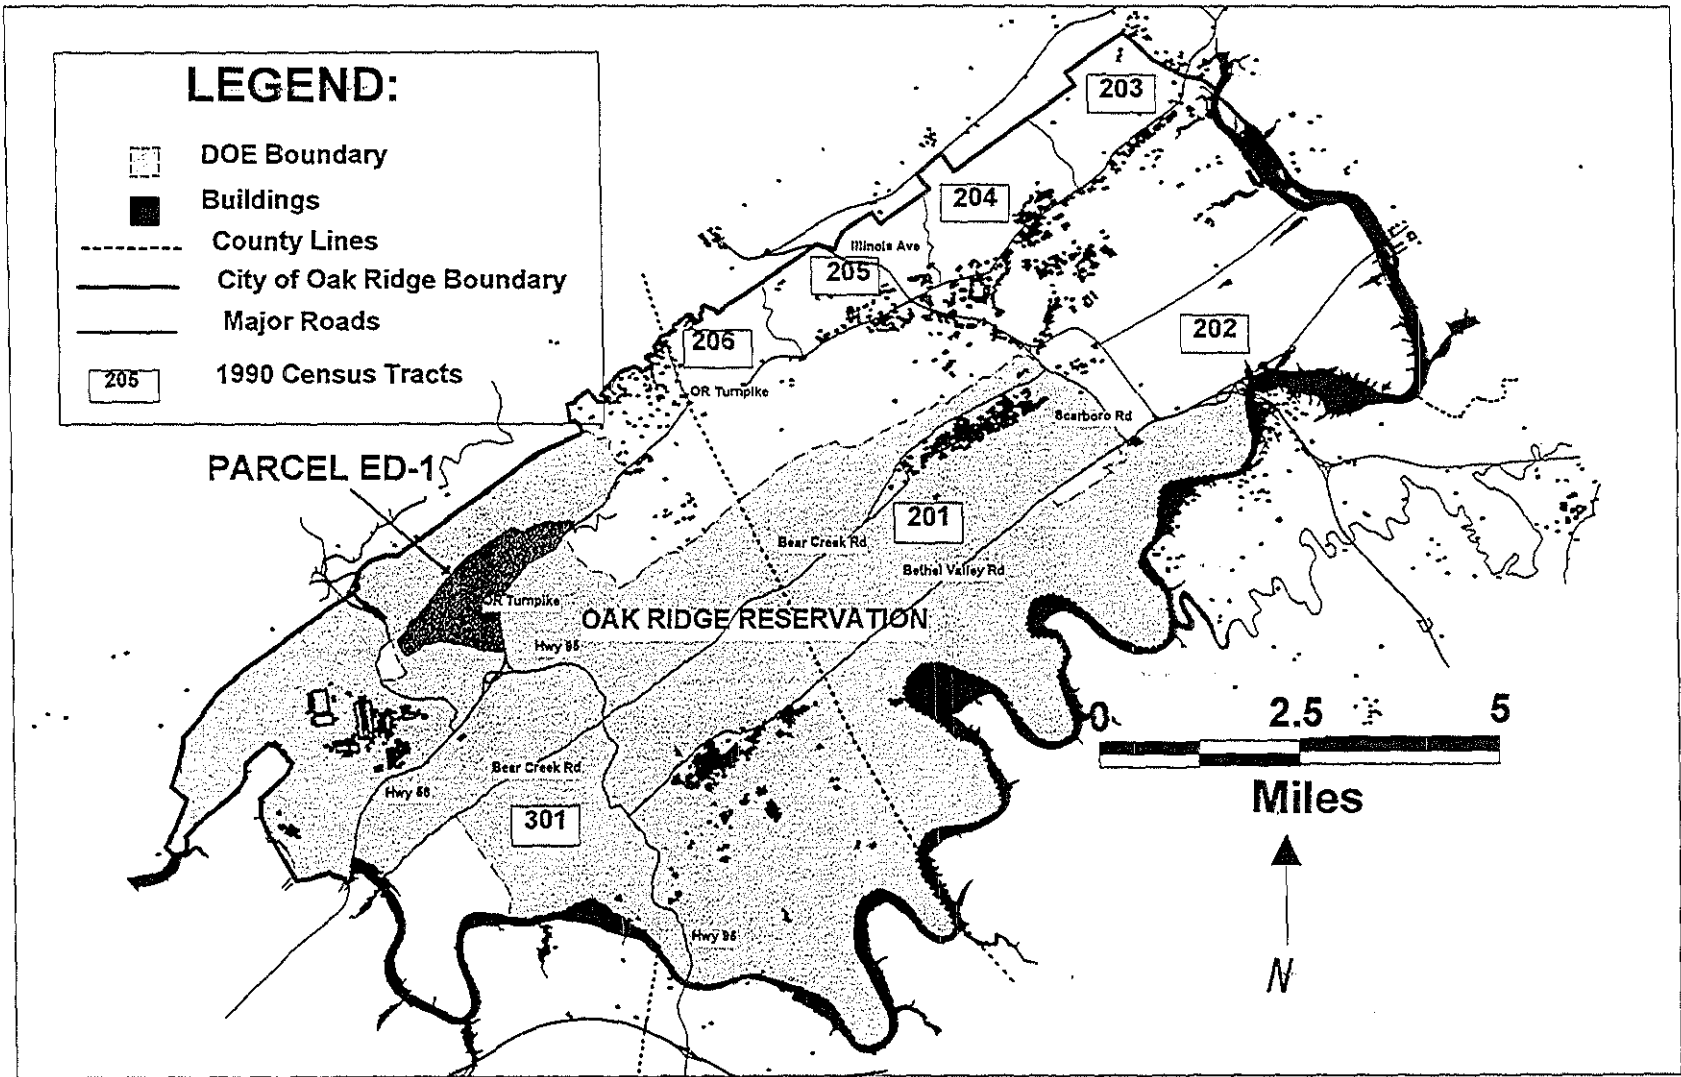 LEGEND:
DOE Boundary
Buildings
County Lines
City of Oak Ridge Boundary
Major Roads
205
1990 Census Tracts
203
204
Illinois Ave
205
202
206
OR Turnpike
Scarboro Rd
PARCEL ED-1
201
Bear Creek Rd
Bethel Valley Rd
OR Turnpike
OAK RIDGE RESERVATION
Hwy 95
0
2.5
5
Miles
Bear Creek Rd
Hwy 58
301
Hwy 95
N